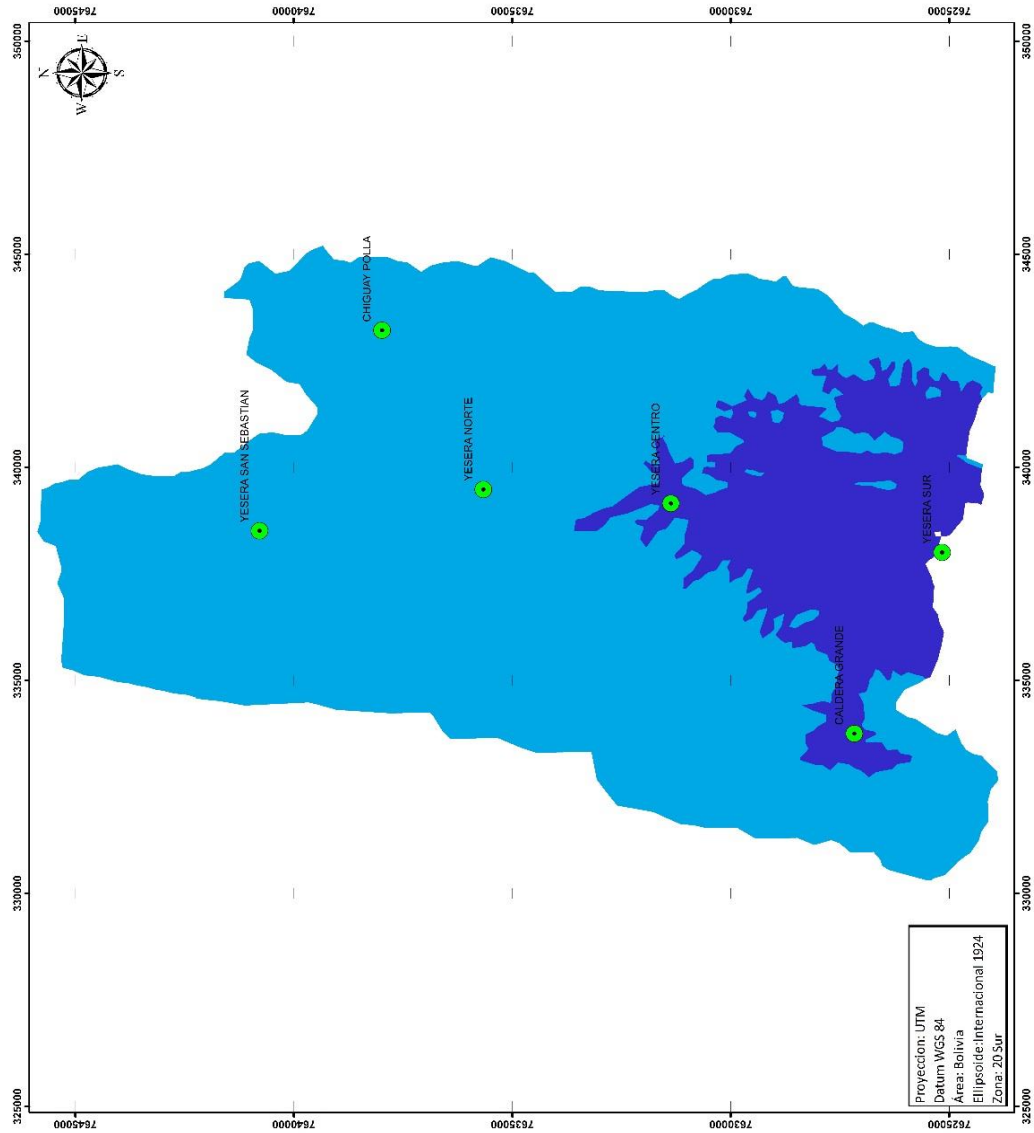 7645000
7640000
7635000
7630000
7625000
350000
350000
N
E
S
W
345000
345000
CHIGUAY POLLA
YESERA SAN SEBASTIAN
YESERA NORTE
YESERA CENTRO
YESERA SUR
340000
340000
CALDERA GRANDE
335000
335000
330000
330000
325000
325000
Proyeccion: UTM
Datum WGS 84
Área: Bolivia
Ellipsoide:Internacional 1924
Zona: 20 Sur
7645000
7640000
7635000
7630000
7625000